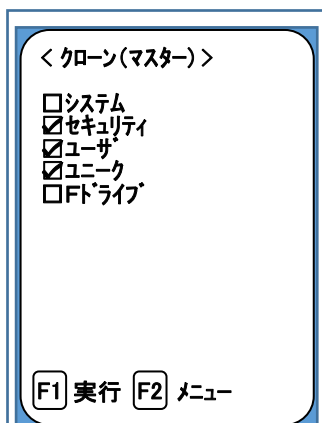 < クローン(マスター) >
□システム
☑セキュリティ
☑ユーザ
☑ユニーク
□Fドライブ
F1 実行 F2 メニュー